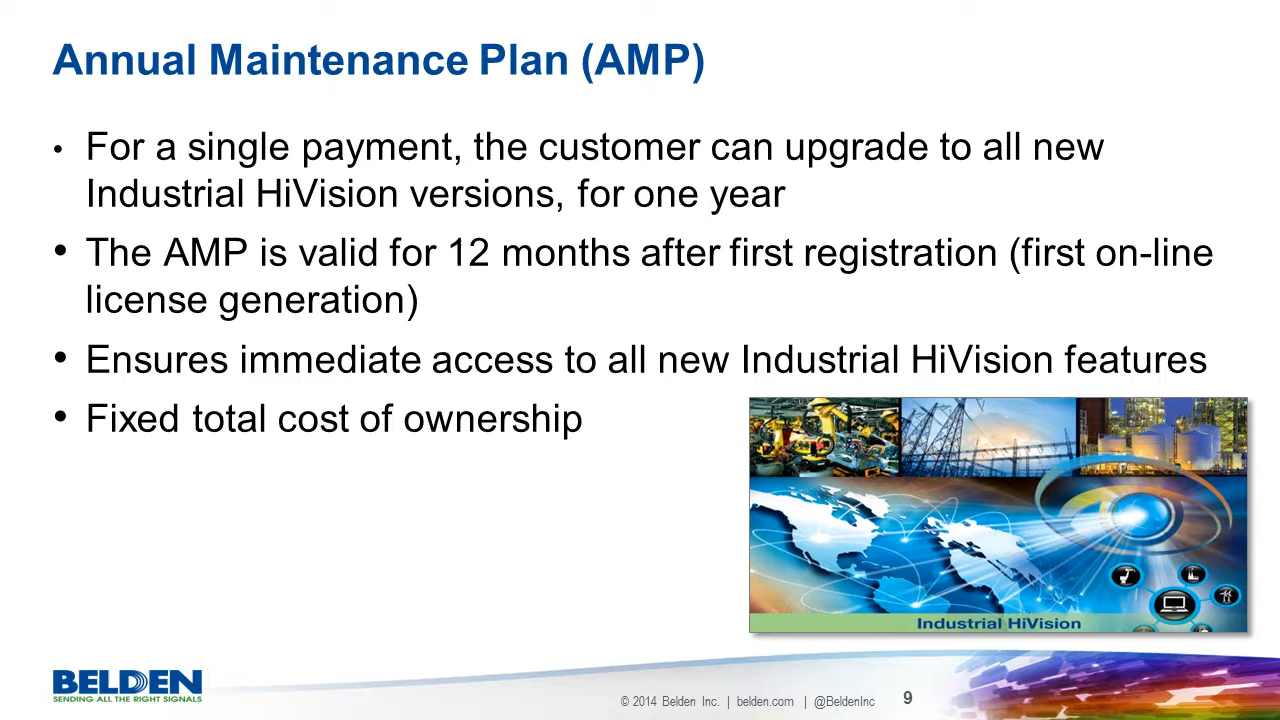 Annual Maintenance Plan (AMP)
• For a single payment, the customer can upgrade to all new
Industrial HiVision versions, for one year
• The AMP is valid for 12 months after first registration (first on-line
license generation)
• Ensures immediate access to all new Industrial HiVision features
• Fixed total cost of ownership
Industrial HiVision
BELDEN
SENDING ALL THE RIGHT SIGNALS
© 2014 Belden Inc. | belden.com | @BeldenInc 9